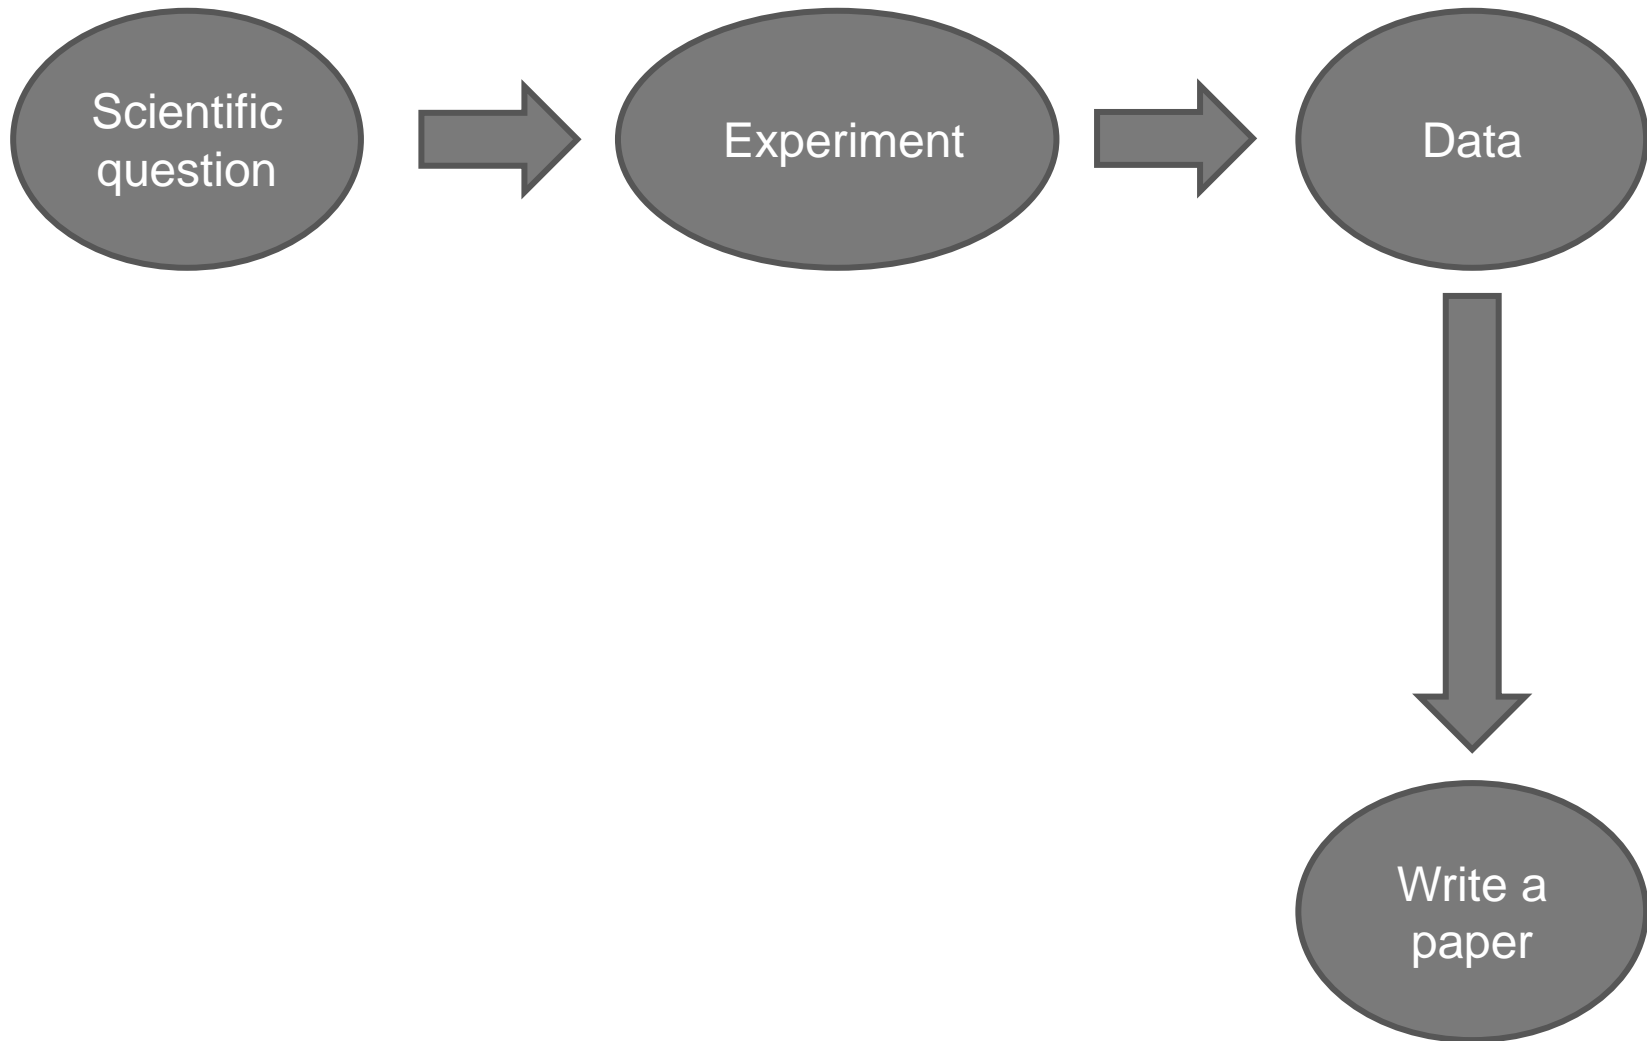 Scientific
question
Experiment
Data
Write a
paper